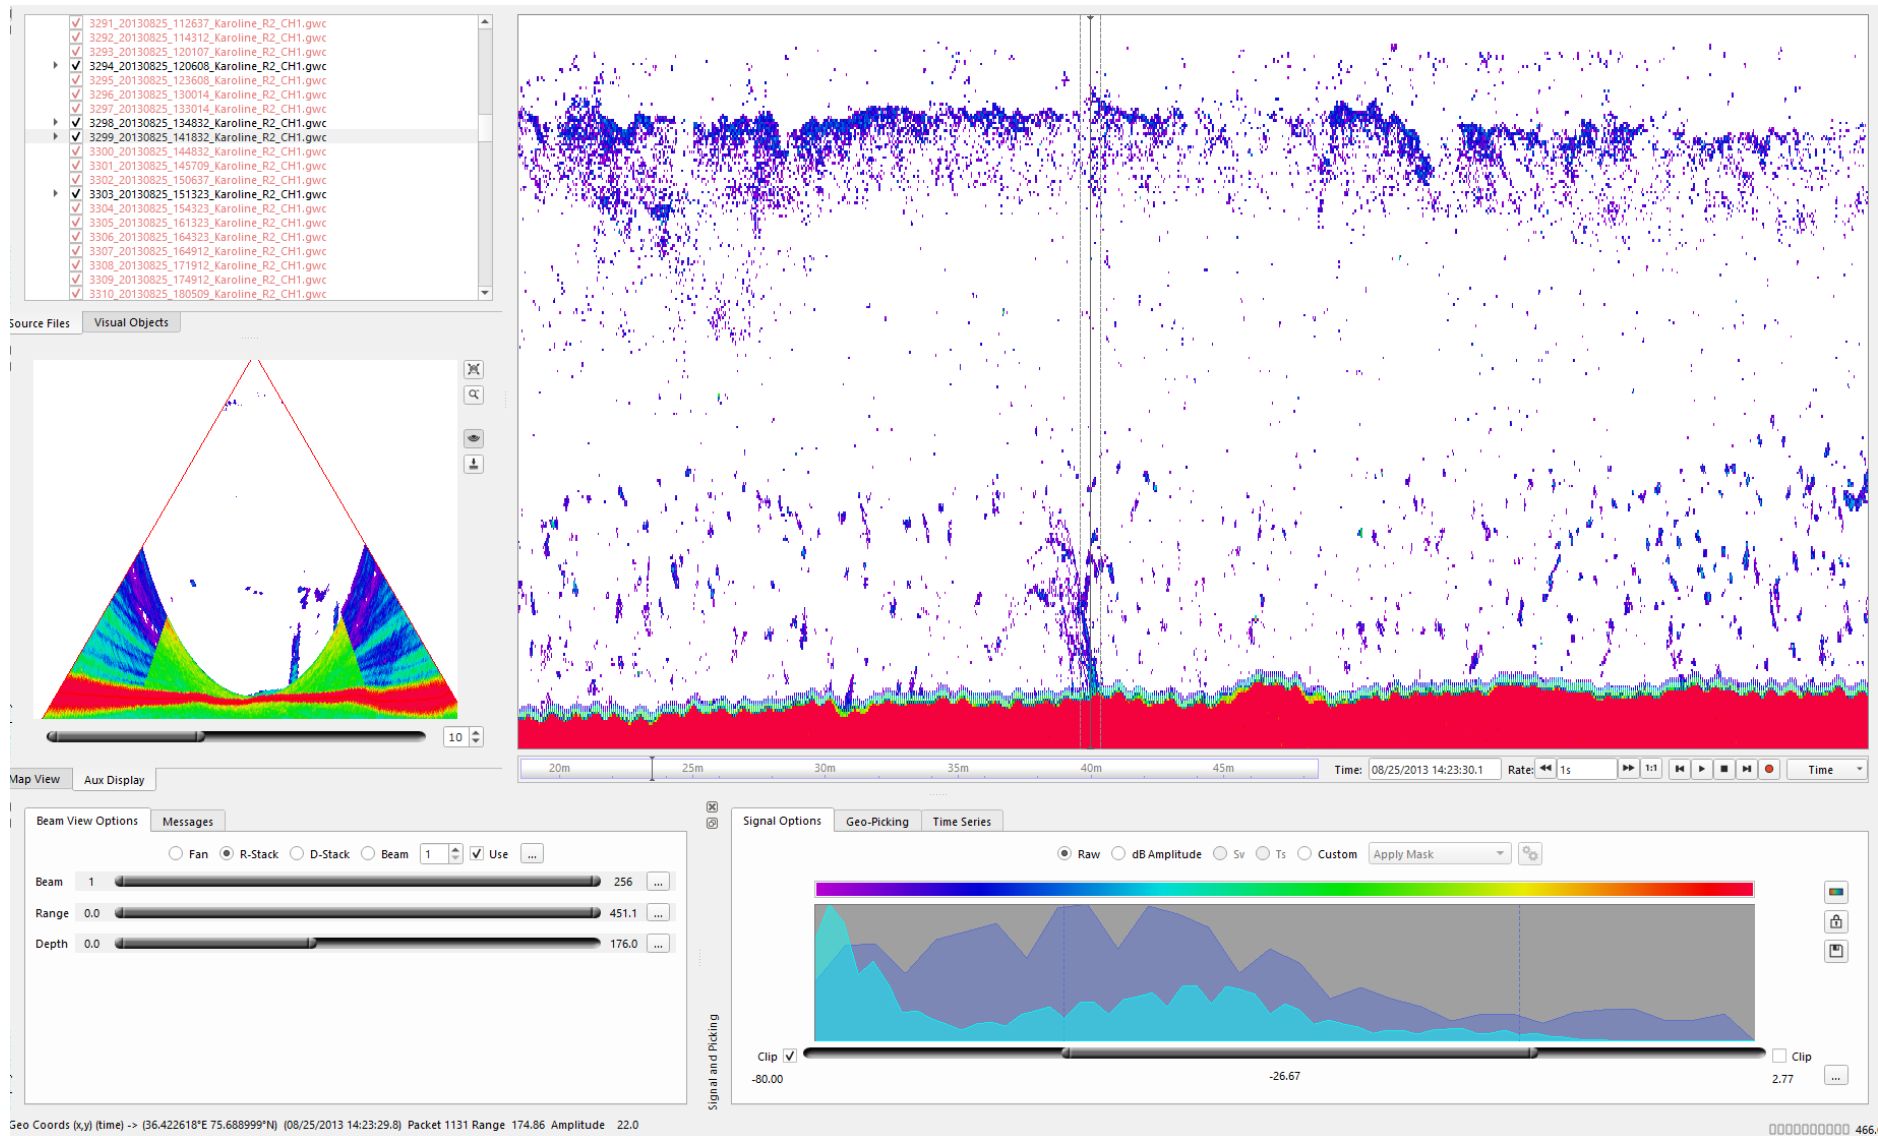 3291_20130825_112637_Karoline_R2_CH1.gwc
3292_20130825_114312_Karoline_R2_CH1.gwc
3293_20130825_120107_Karoline_R2_CH1.gwc
3294_20130825_120608_Karoline_R2_CH1.gwc
3295_20130825_123608_Karoline_R2_CH1.gwc
3296_20130825_130014_Karoline_R2_CH1.gwc
3297_20130825_133014_Karoline_R2_CH1.gwc
3298_20130825_134832_Karoline_R2_CH1.gwc
3299_20130825_141832_Karoline_R2_CH1.gwc
3300_20130825_144832_Karoline_R2_CH1.gwc
3301_20130825_145709_Karoline_R2_CH1.gwc
3302_20130825_150637_Karoline_R2_CH1.gwc
3303_20130825_151323_Karoline_R2_CH1.gwc
3304_20130825_154323_Karoline_R2_CH1.gwc
3305_20130825_161323_Karoline_R2_CH1.gwc
3306_20130825_164323_Karoline_R2_CH1.gwc
3307_20130825_164912_Karoline_R2_CH1.gwc
3308_20130825_171912_Karoline_R2_CH1.gwc
3309_20130825_174912_Karoline_R2_CH1.gwc
3310_20130825_180509_Karoline_R2_CH1.gwc
Source Files Visual Objects
10
Map View Aux Display
20m 25m 30m 35m 40m 45m
Time: 08/25/2013 14:23:30.1 Rate: 1s 1:1 Time
Beam View Options Messages
Fan R-Stack D-Stack Beam 1 Use ...
Beam 1 256 ...
Range 0.0 451.1 ...
Depth 0.0 176.0 ...
Signal and Picking
Signal Options Geo-Picking Time Series
Raw dB Amplitude Sv Ts Custom Apply Mask
Clip Clip
-80.00 -26.67 2.77 ...
Geo Coords (x,y) (time) -> (36.422618°E 75.688999°N) (08/25/2013 14:23:29.8) Packet 1131 Range 174.86 Amplitude 22.0